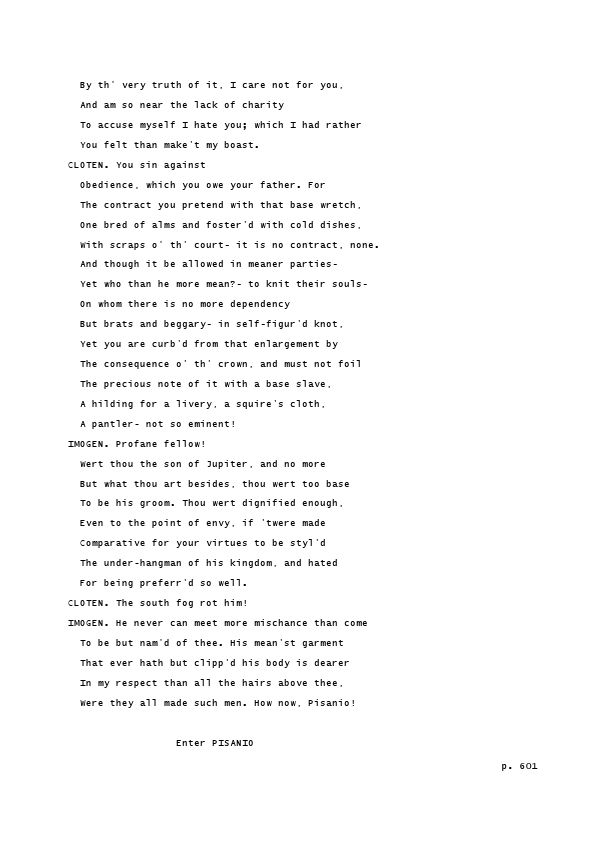 By th' very truth of it, I care not for you,
And am so near the lack of charity
To accuse myself I hate you; which I had rather
You felt than make't my boast.
CLOTEN. You sin against
Obedience, which you owe your father. For
The contract you pretend with that base wretch,
One bred of alms and foster'd with cold dishes,
With scraps o' th' court- it is no contract, none.
And though it be allowed in meaner parties-
Yet who than he more mean?- to knit their souls-
On whom there is no more dependency
But brats and beggary- in self-figur'd knot,
Yet you are curb'd from that enlargement by
The consequence o' th' crown, and must not foil
The precious note of it with a base slave,
A hilding for a livery, a squire's cloth,
A pantler- not so eminent!
IMOGEN. Profane fellow!
Wert thou the son of Jupiter, and no more
But what thou art besides, thou wert too base
To be his groom. Thou wert dignified enough,
Even to the point of envy, if 'twere made
Comparative for your virtues to be styl'd
The under-hangman of his kingdom, and hated
For being preferr'd so well.
CLOTEN. The south fog rot him!
IMOGEN. He never can meet more mischance than come
To be but nam'd of thee. His mean'st garment
That ever hath but clipp'd his body is dearer
In my respect than all the hairs above thee,
Were they all made such men. How now, Pisanio!
Enter PISANIO
p. 601